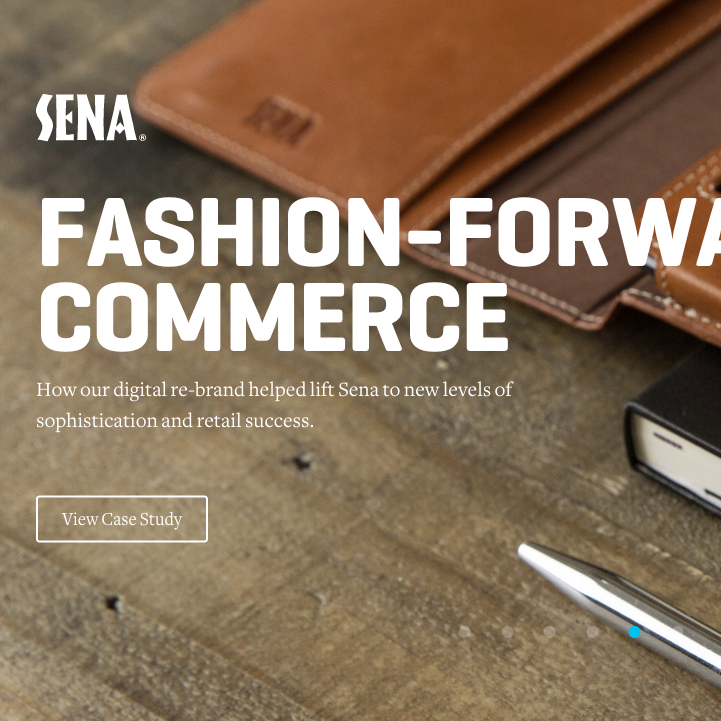 SENA®
SENA
FASHION-FORWA
COMMERCE
How our digital re-brand helped lift Sena to new levels of
sophistication and retail success.
View Case Study